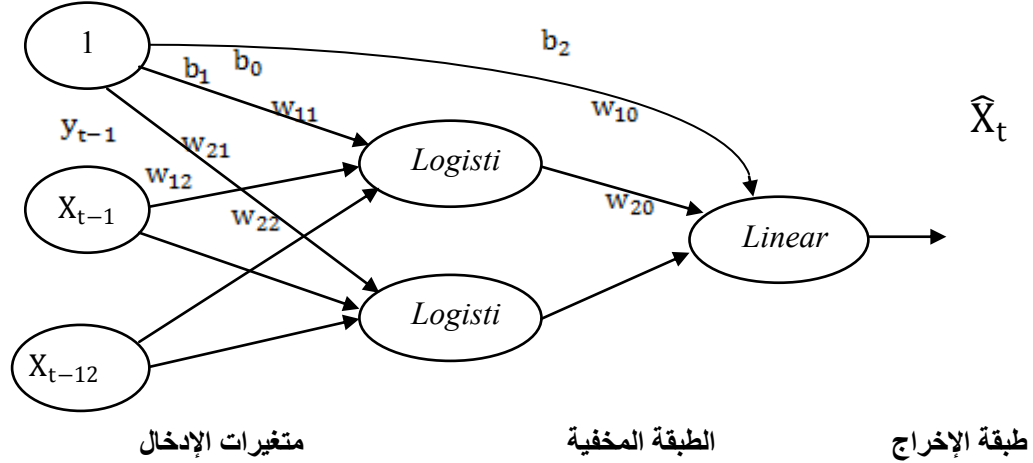 1
b₂
b₀
b₁
w₁₁
w₁₀
X̂ₜ
yₜ₋₁
w₂₁
Logisti
w₁₂
Xₜ₋₁
w₂₀
w₂₂
Linear
Logisti
Xₜ₋₁₂
متغيرات الإدخال
الطبقة المخفية
طبقة الإخراج